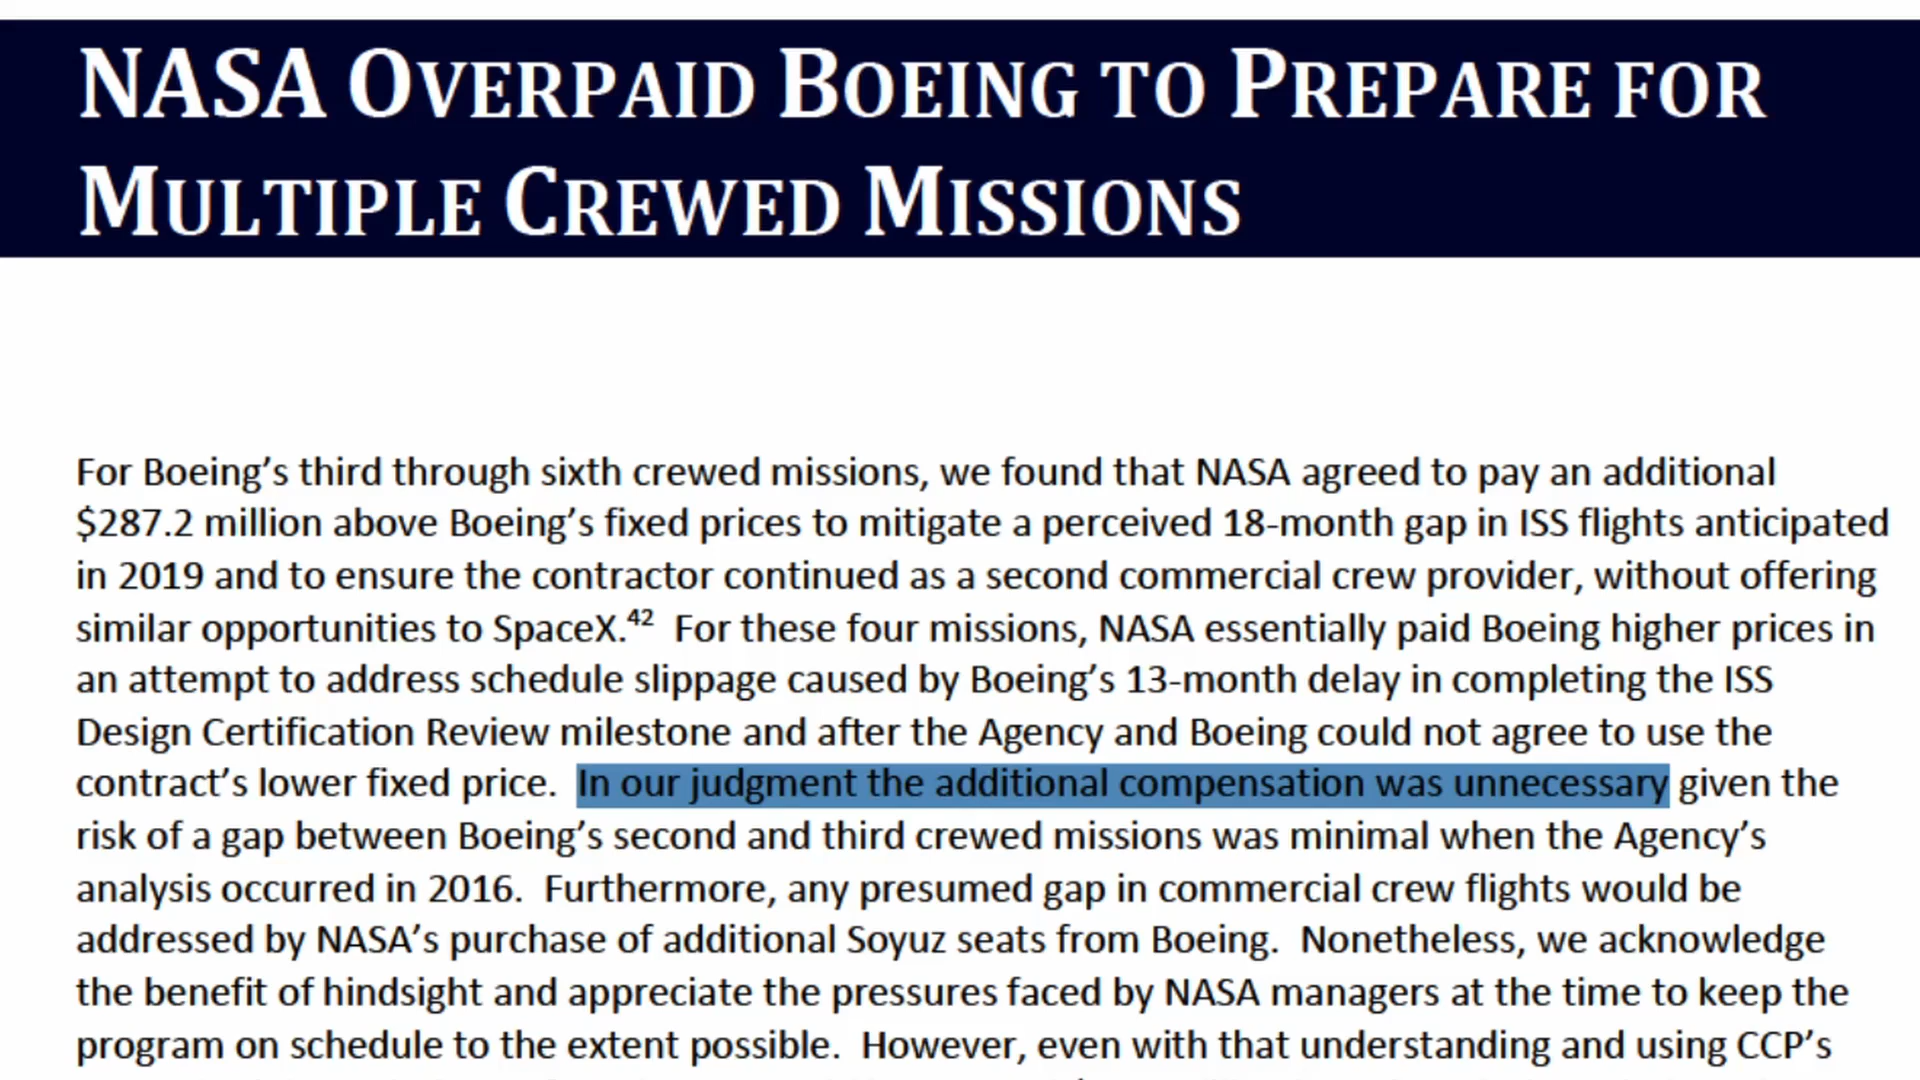 NASA OVERPAID BOEING TO PREPARE FOR
MULTIPLE CREWED MISSIONS
For Boeing’s third through sixth crewed missions, we found that NASA agreed to pay an additional
$287.2 million above Boeing’s fixed prices to mitigate a perceived 18-month gap in ISS flights anticipated
in 2019 and to ensure the contractor continued as a second commercial crew provider, without offering
similar opportunities to SpaceX.42 For these four missions, NASA essentially paid Boeing higher prices in
an attempt to address schedule slippage caused by Boeing’s 13-month delay in completing the ISS
Design Certification Review milestone and after the Agency and Boeing could not agree to use the
contract’s lower fixed price. In our judgment the additional compensation was unnecessary given the
risk of a gap between Boeing’s second and third crewed missions was minimal when the Agency’s
analysis occurred in 2016. Furthermore, any presumed gap in commercial crew flights would be
addressed by NASA’s purchase of additional Soyuz seats from Boeing. Nonetheless, we acknowledge
the benefit of hindsight and appreciate the pressures faced by NASA managers at the time to keep the
program on schedule to the extent possible. However, even with that understanding and using CCP’s